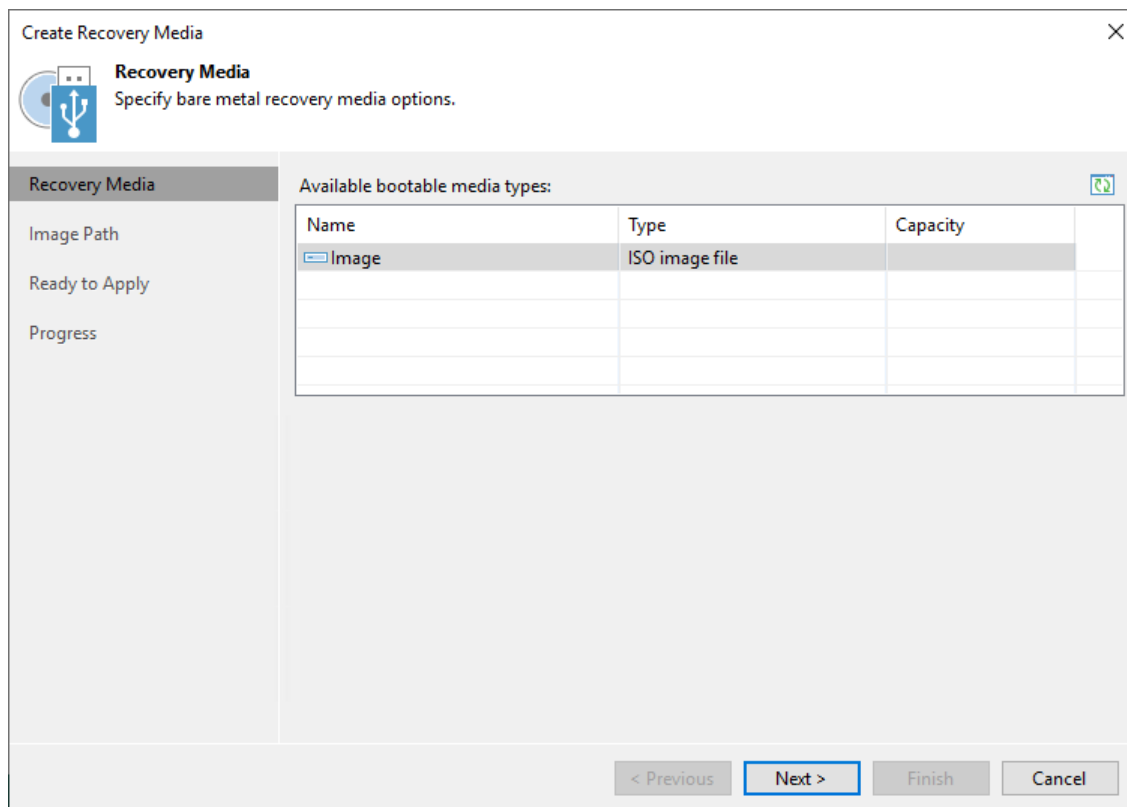 Create Recovery Media
Recovery Media
Specify bare metal recovery media options.
Recovery Media
Image Path
Ready to Apply
Progress
Available bootable media types:
Name Type Capacity
Image ISO image file
< Previous Next > Finish Cancel